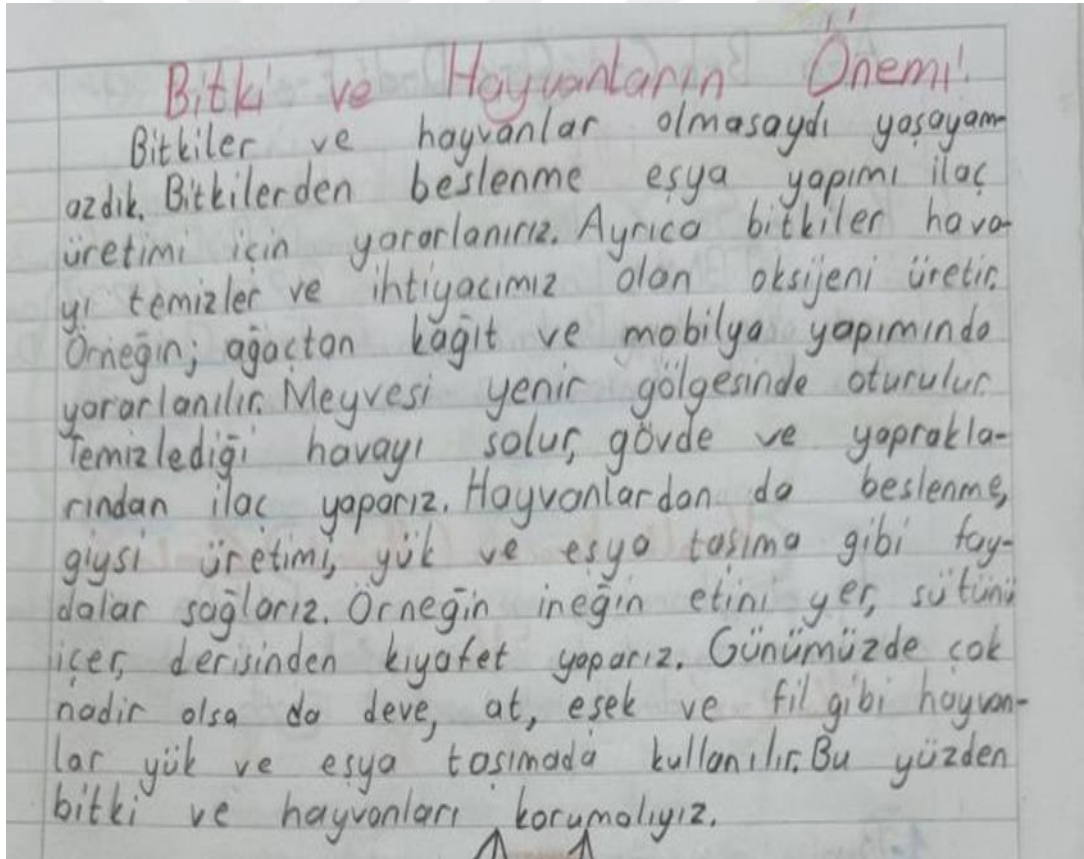 Bitki ve Hayvanların Önemi!
Bitkiler ve hayvanlar olmasaydı yaşayam-
azdık. Bitkilerden beslenme eşya yapımı ilaç
üretimi için yararlanırız. Ayrıca bitkiler hava-
yı temizler ve ihtiyacımız olan oksijeni üretir.
Örneğin; ağaçtan kâğıt ve mobilya yapımında
yararlanılır. Meyvesi yenir gölgesinde oturulur.
Temizlediği havayı solur, gövde ve yaprakla-
rından ilaç yaparız. Hayvanlardan da beslenme,
giysi üretimi, yük ve eşya taşıma gibi fay-
dalar sağlarız. Örneğin ineğin etini yer, sütünü
içer, derisinden kıyafet yaparız. Günümüzde çok
nadir olsa da deve, at, eşek ve fil gibi hayvan-
lar yük ve eşya taşımada kullanılır. Bu yüzden
bitki ve hayvanları korumalıyız.